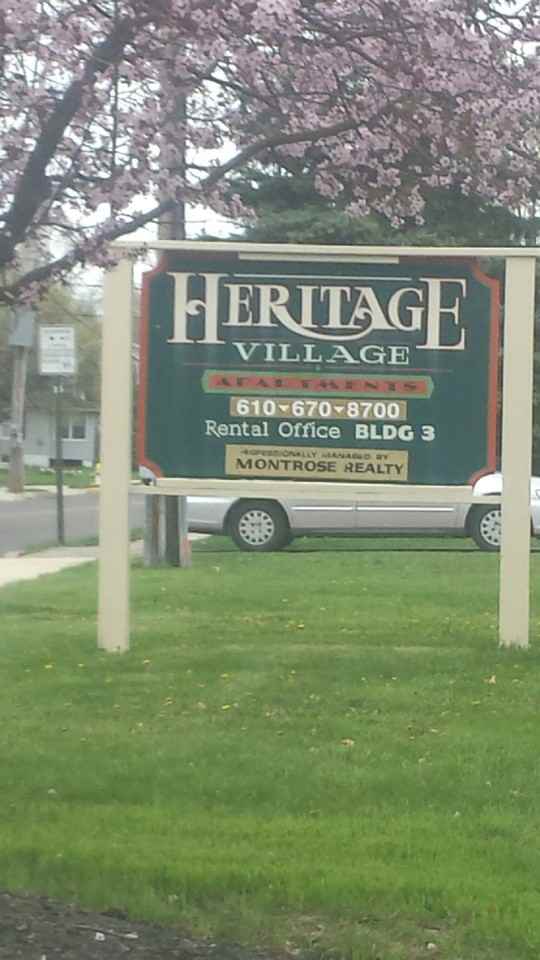 HERITAGE
VILLAGE
APARTMENTS
610-670-8700
Rental Office BLDG 3
PROFESSIONALLY MANAGED BY
MONTROSE REALTY